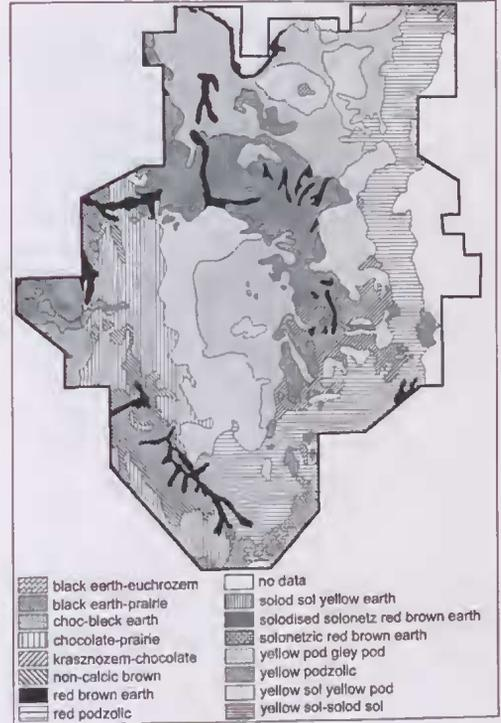 black earth-euchrozem
black earth-prairie
choc-bleck earth
chocolate-prairie
krasznozem-chocolate
non-calcic brown
red brown earth
red podzolic
no data
solod sol yellow earth
solodised solonetz red brown earth
solonetzic red brown earth
yellow pod gley pod
yellow podzolic
yellow sol yellow pod
yellow sol-solod sol